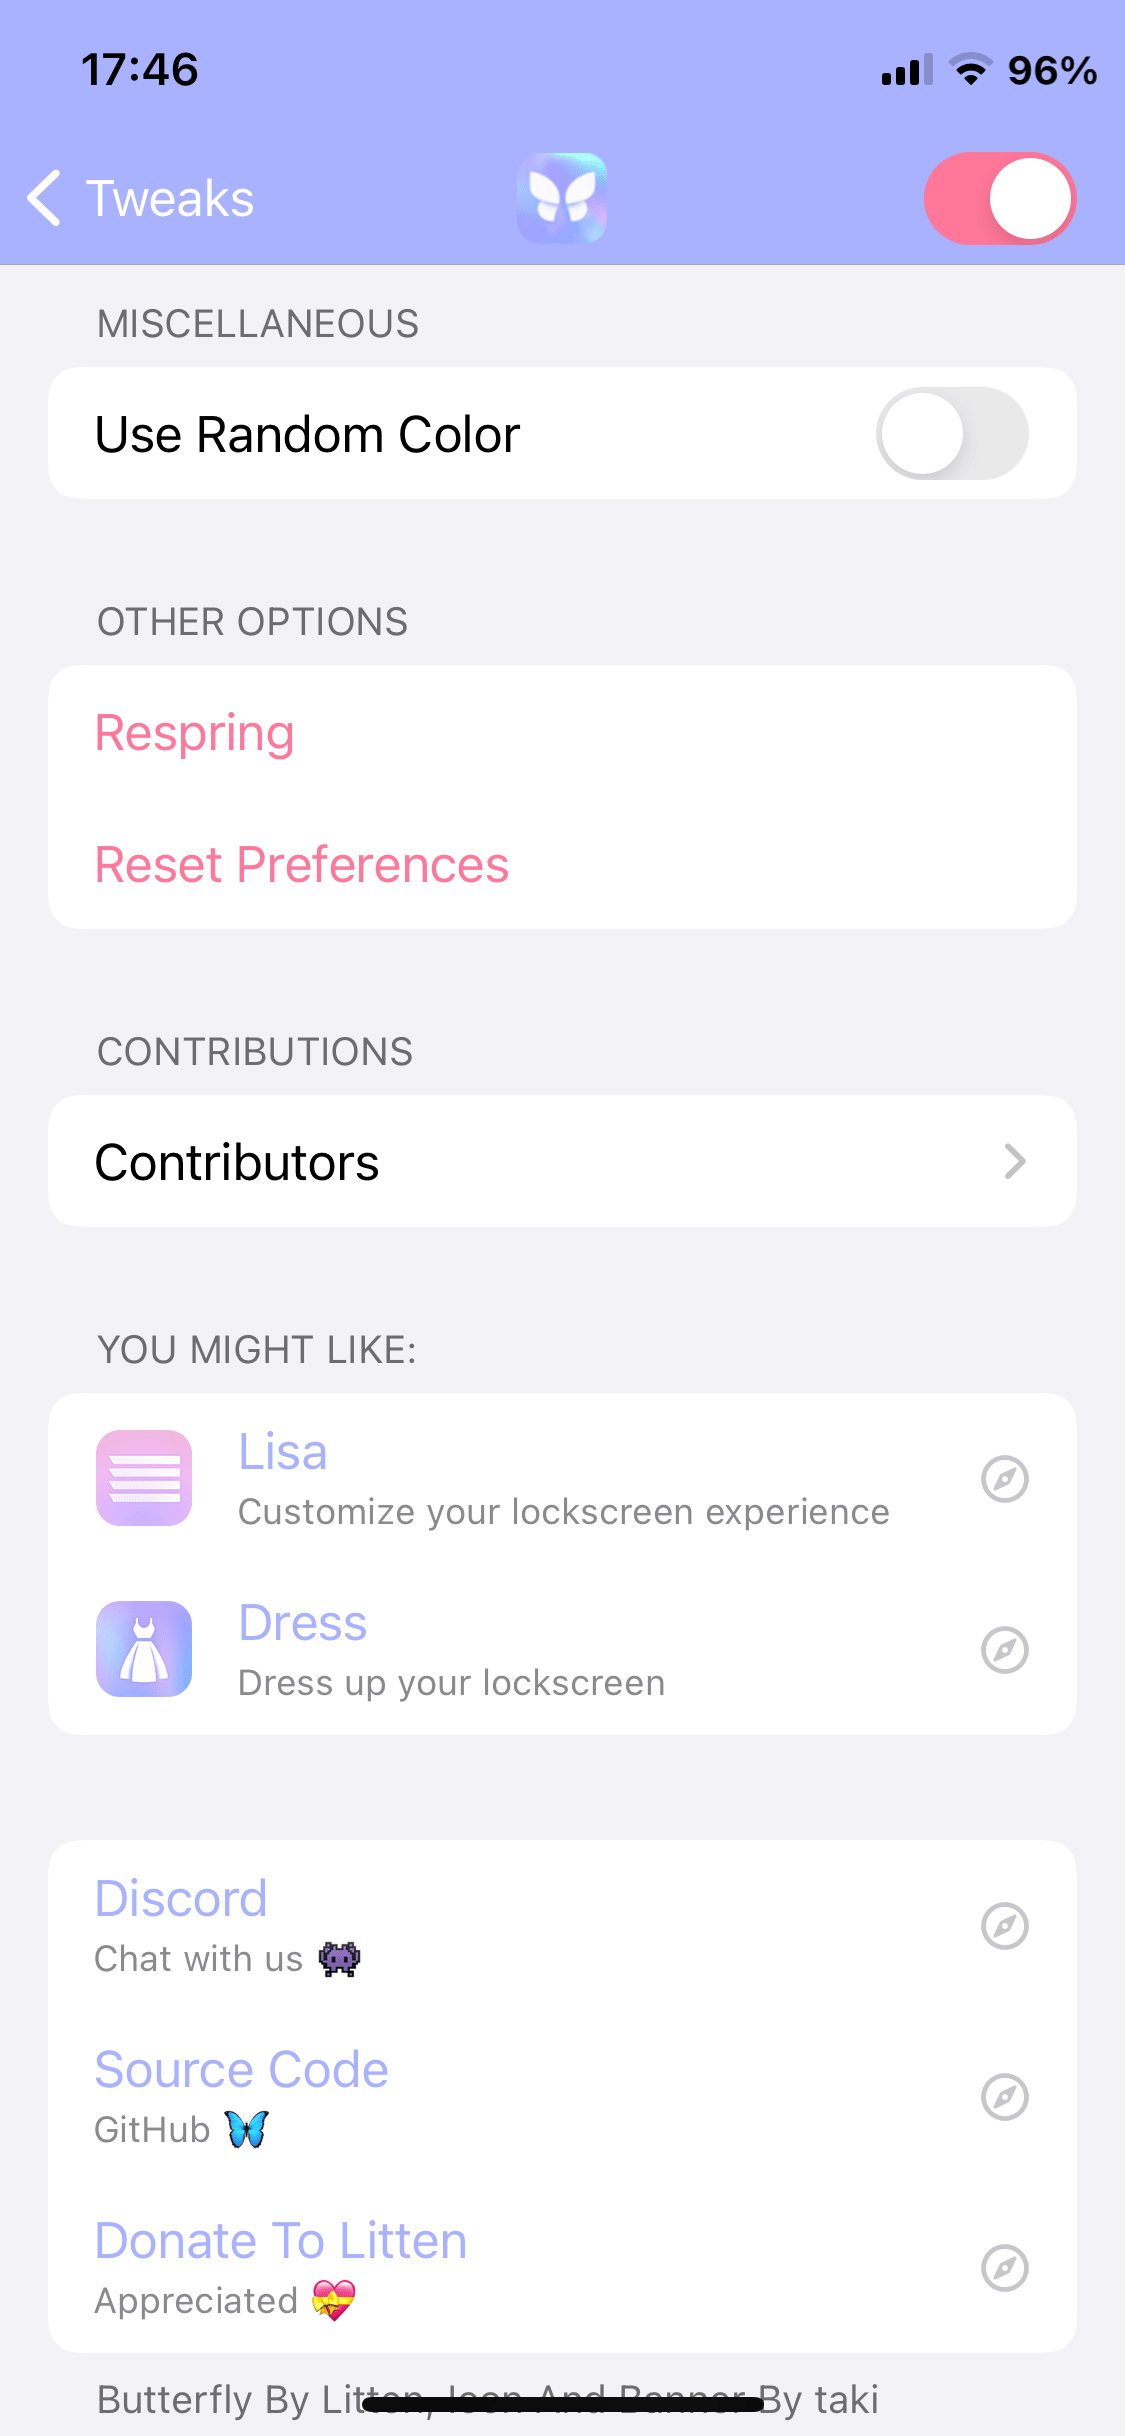 17:46
96%
Tweaks
MISCELLANEOUS
Use Random Color
OTHER OPTIONS
Respring
Reset Preferences
CONTRIBUTIONS
Contributors
YOU MIGHT LIKE:
Lisa
Customize your lockscreen experience
Dress
Dress up your lockscreen
Discord
Chat with us 👾
Source Code
GitHub 🦋
Donate To Litten
Appreciated 💝
Butterfly By Litten, Icon And Banner By taki